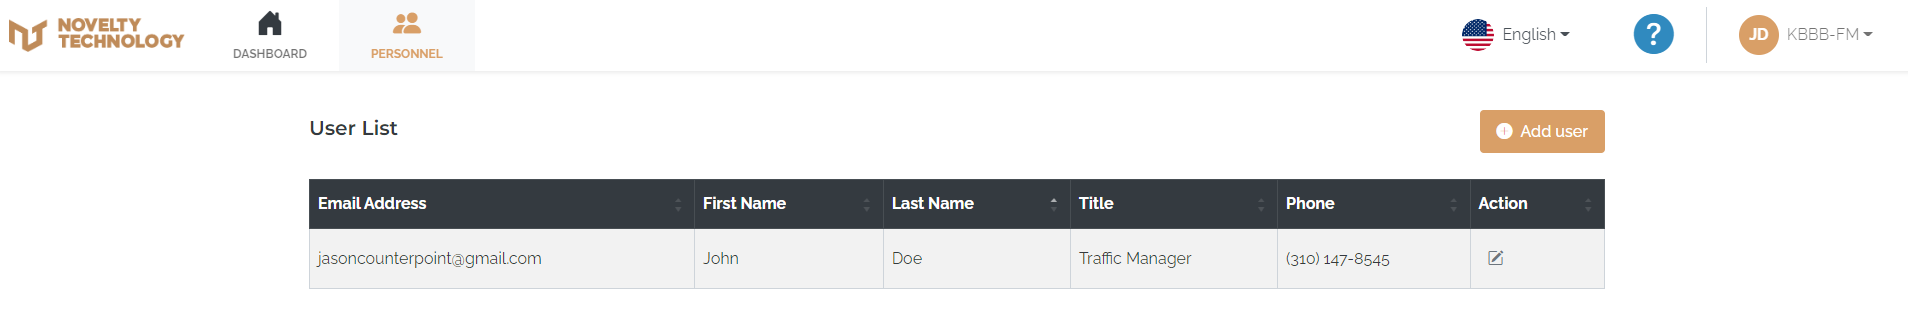 NOVELTY
TECHNOLOGY
DASHBOARD
PERSONNEL
English
?
JD KBBB-FM
User List
Add user
Email Address First Name Last Name Title Phone Action
jasoncounterpoint@gmail.com John Doe Traffic Manager (310) 147-8545